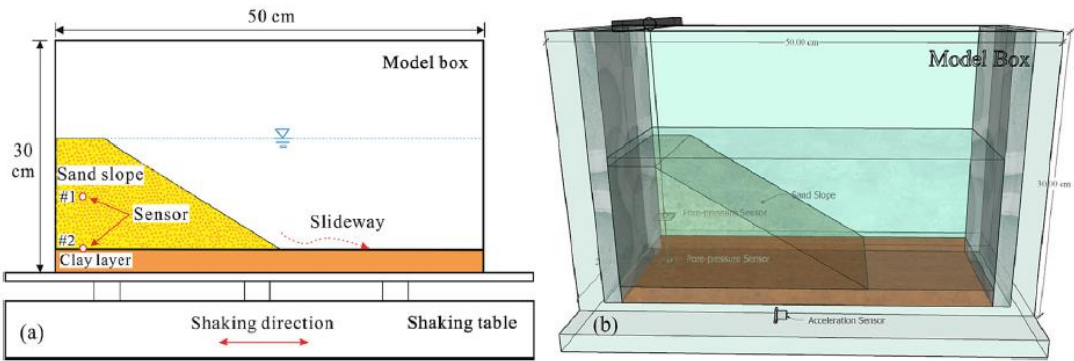 50 cm
Model box
30
cm
Sand slope
#1
Sensor
#2
Slideway
Clay layer
(a)
Shaking direction
Shaking table
50.00 cm
Model Box
30.00 cm
Sand Slope
Pore-pressure Sensor
Pore-pressure Sensor
(b)
Acceleration Sensor